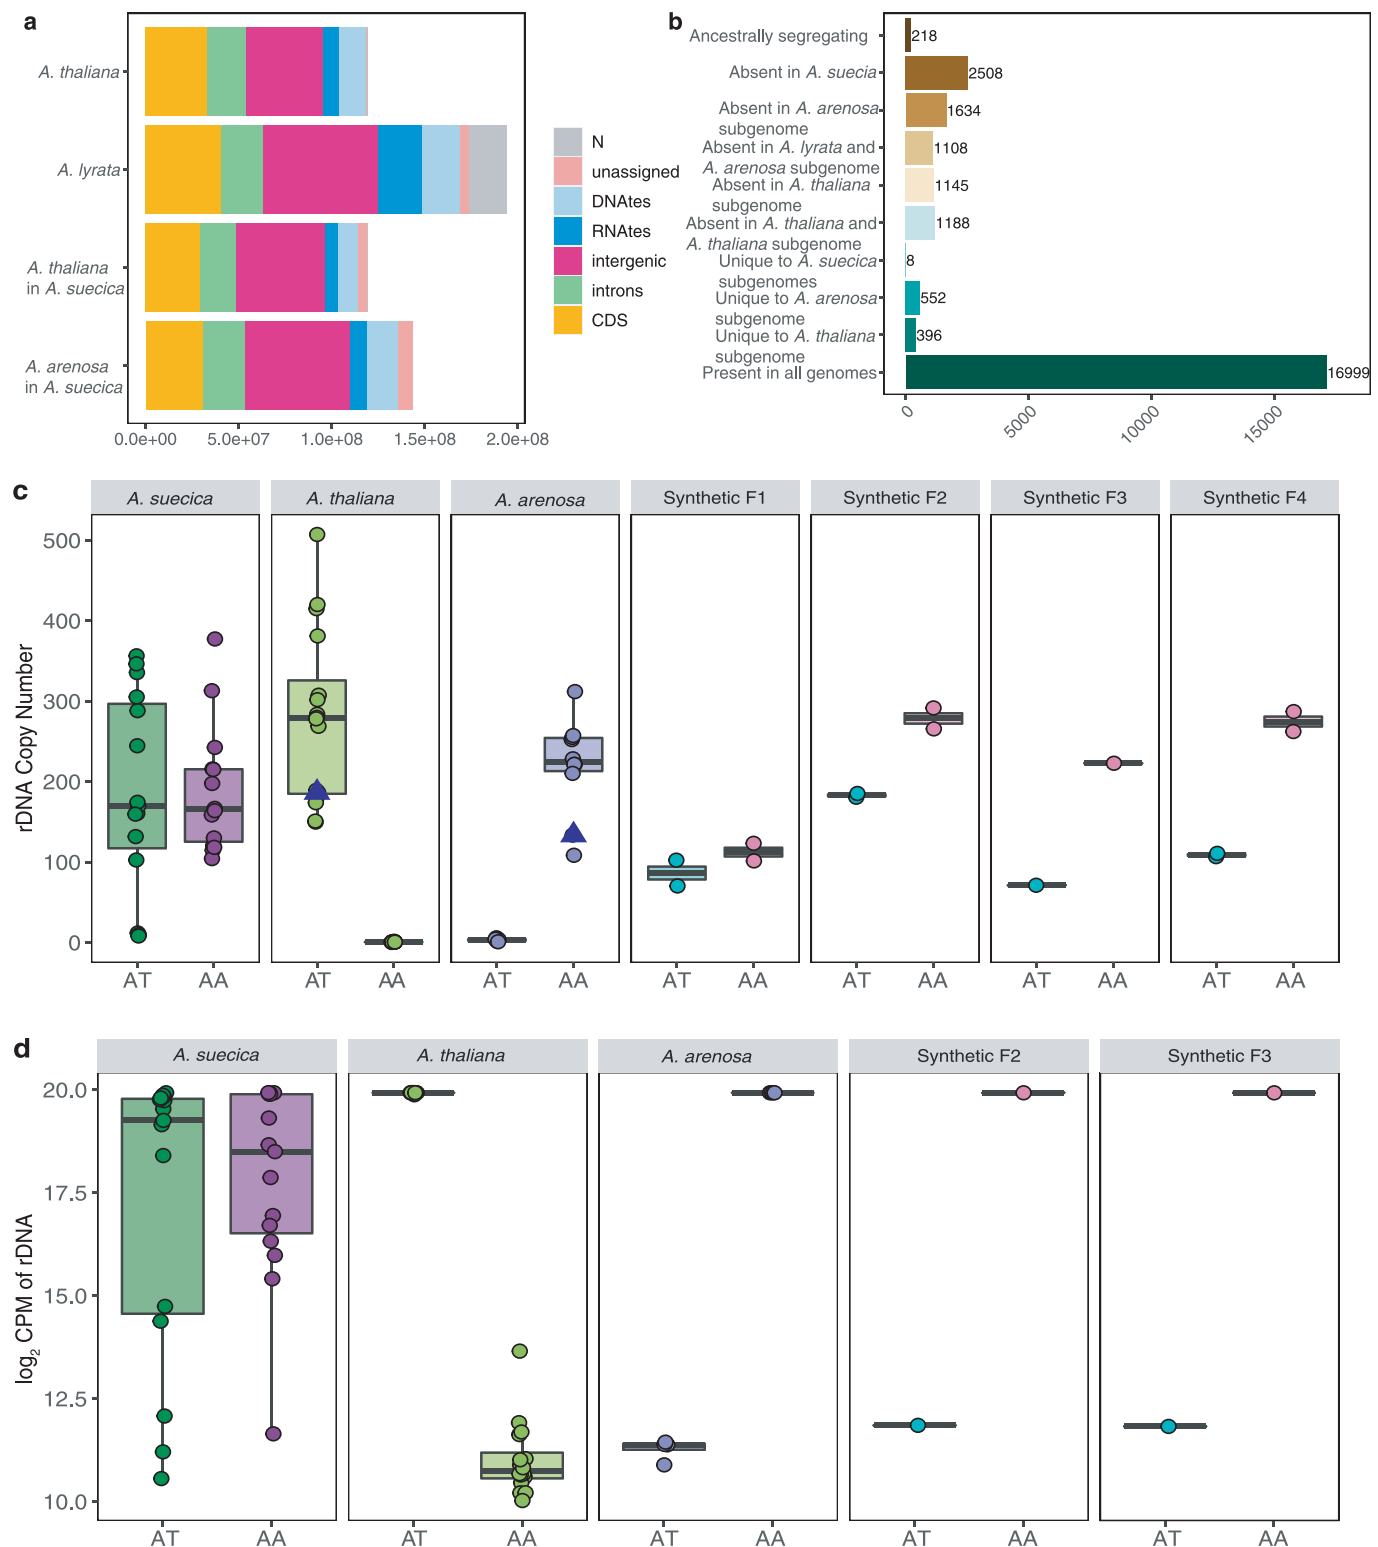 a
A. thaliana
A. lyrata
A. thaliana
in A. suecica
A. arenosa
in A. suecica
0.0e+00 5.0e+07 1.0e+08 1.5e+08 2.0e+08
N
unassigned
DNAtes
RNAtes
intergenic
introns
CDS
b
Ancestrally segregating 218
Absent in A. suecia 2508
Absent in A. arenosa 1634
subgenome
Absent in A. lyrata and 1108
A. arenosa subgenome
Absent in A. thaliana 1145
subgenome
Absent in A. thaliana and 1188
A. thaliana subgenome
Unique to A. suecica 8
subgenomes
Unique to A. arenosa 552
subgenome
Unique to A. thaliana 396
subgenome
Present in all genomes 16999
0 5000 10000 15000
c
A. suecica A. thaliana A. arenosa Synthetic F1 Synthetic F2 Synthetic F3 Synthetic F4
rDNA Copy Number
500
400
300
200
100
0
AT AA AT AA AT AA AT AA AT AA AT AA AT AA
d
A. suecica A. thaliana A. arenosa Synthetic F2 Synthetic F3
log2 CPM of rDNA
20.0
17.5
15.0
12.5
10.0
AT AA AT AA AT AA AT AA AT AA